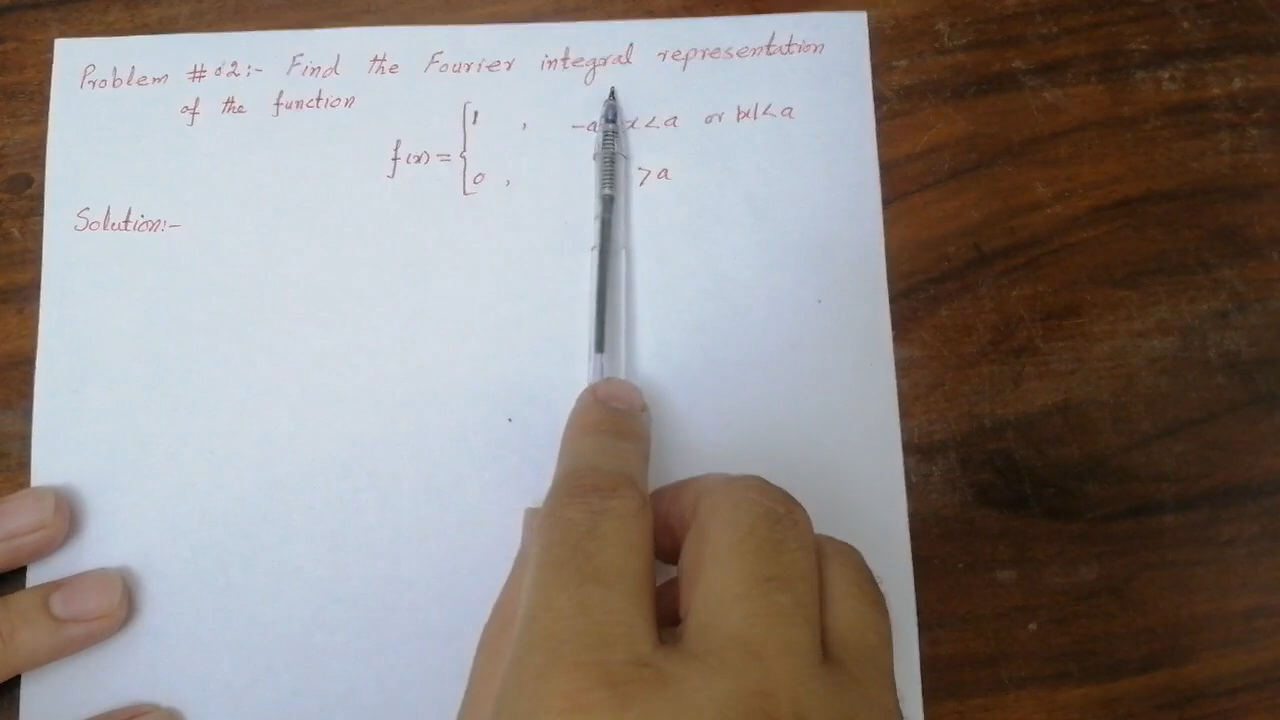 Problem #02:- Find the Fourier integral representation
of the function
f(x) = { 1 , -a x < a or |x| < a
0 , > a
Solution:-